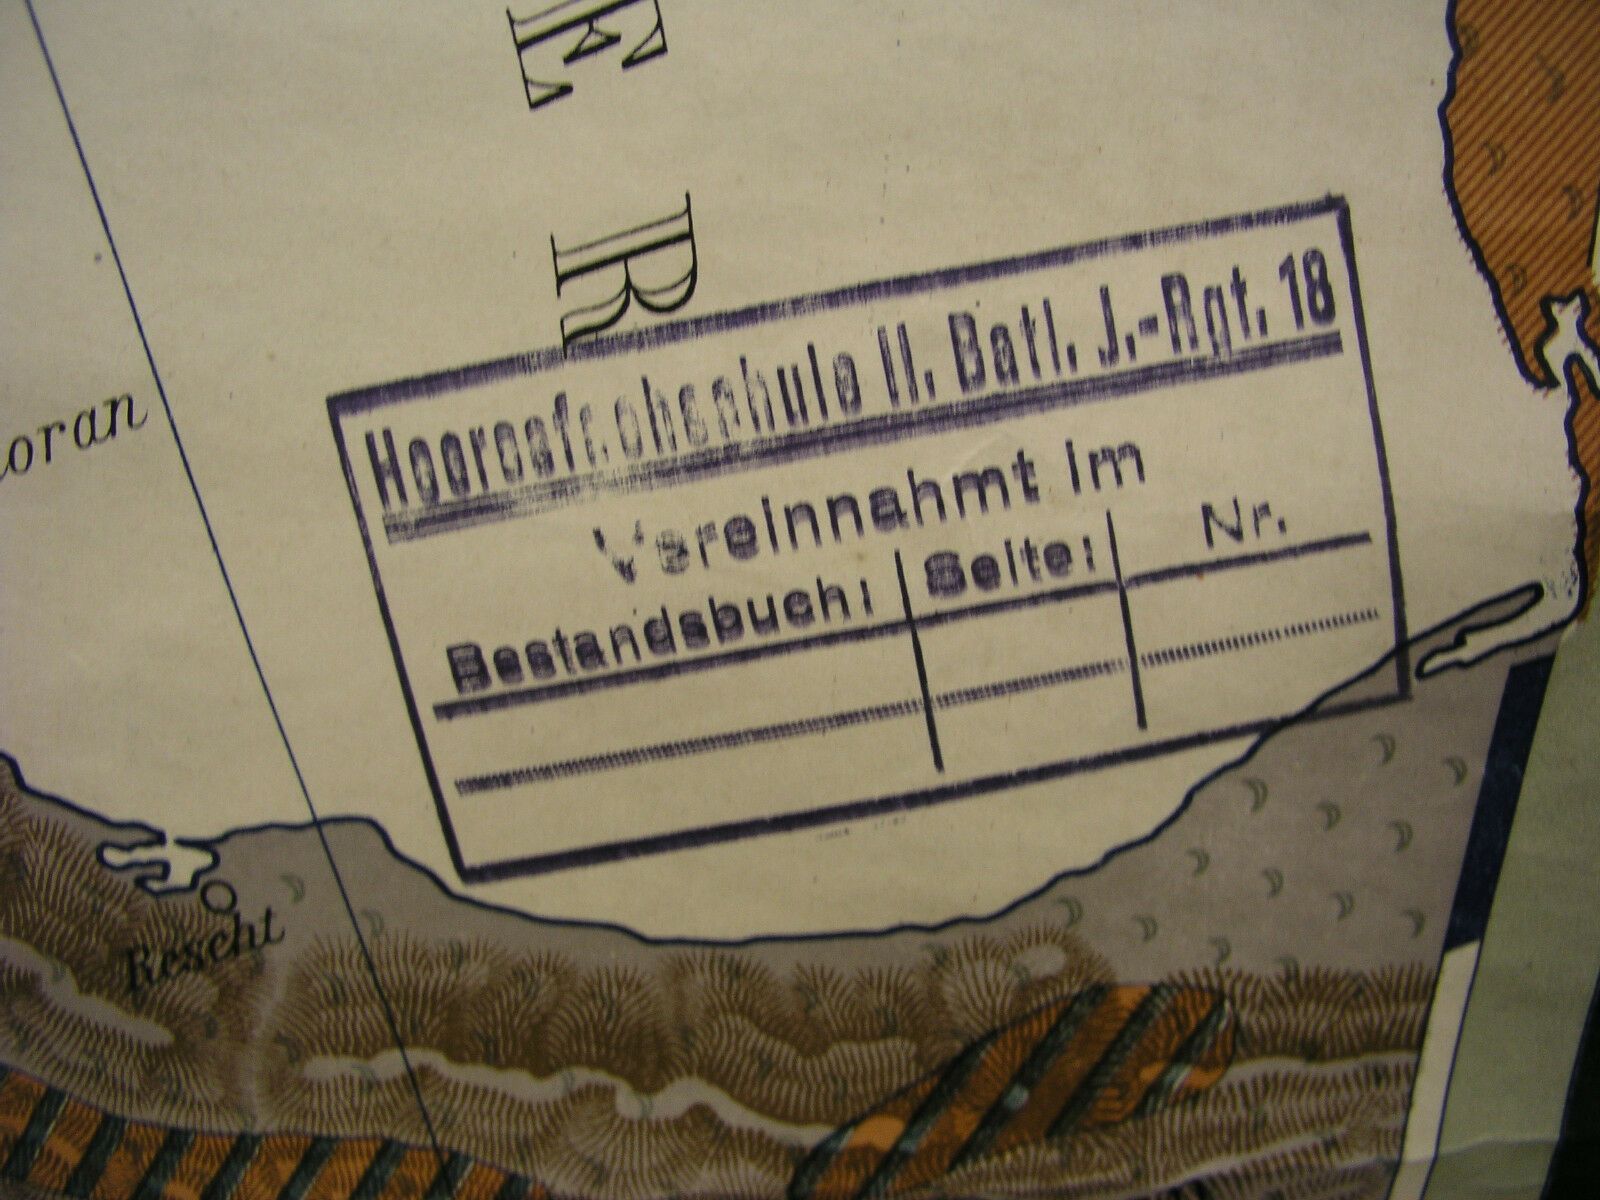 E
R
oran
Heeresfachschule II. Batl. J.-Rgt. 18
Vereinnahmt im
Bestandsbuch: Seite: Nr.
Rescht